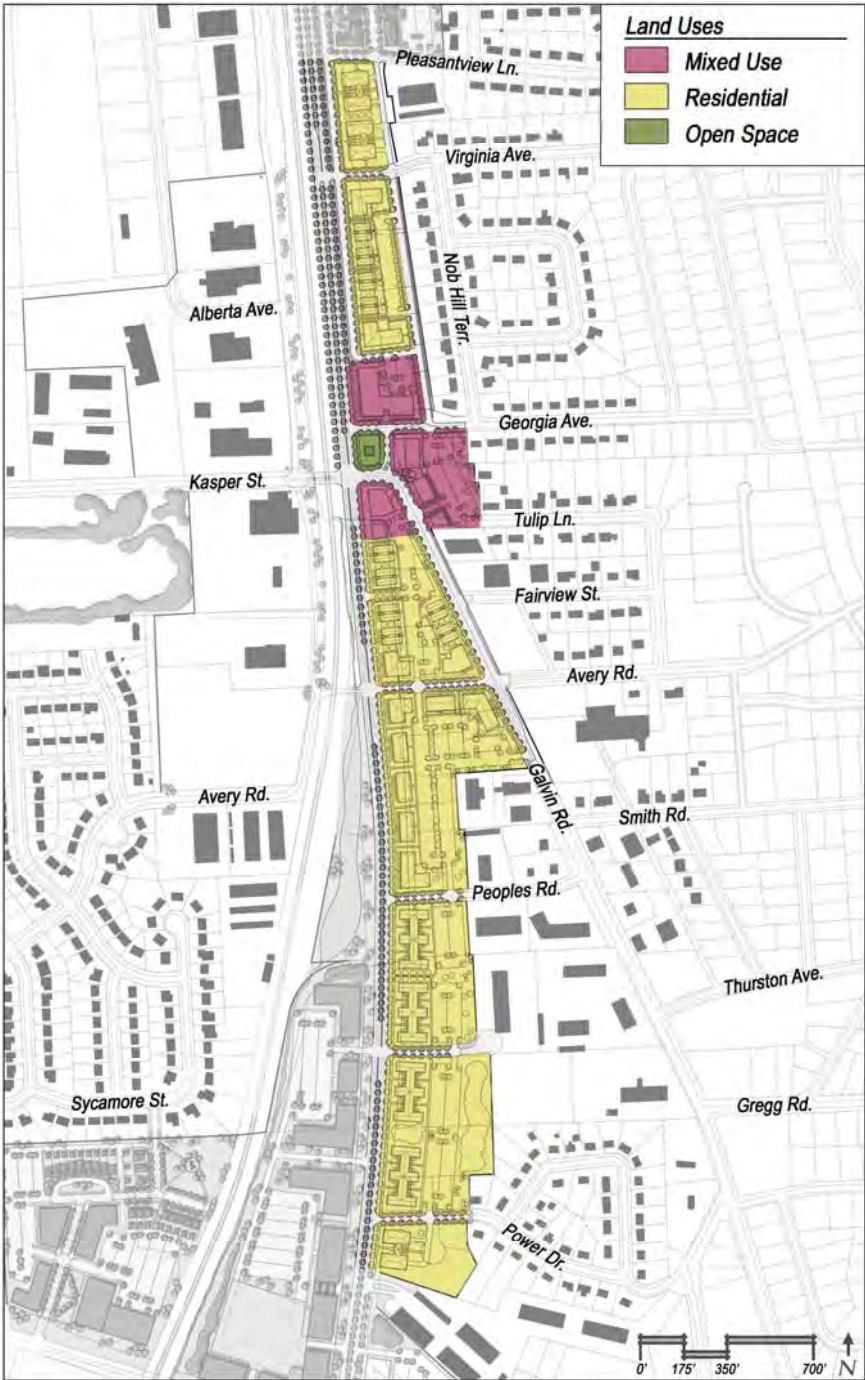 Land Uses
Mixed Use
Residential
Open Space
Pleasantview Ln.
Virginia Ave.
Nob Hill Terr.
Alberta Ave.
Georgia Ave.
Kasper St.
Tulip Ln.
Fairview St.
Avery Rd.
Galvin Rd.
Avery Rd.
Smith Rd.
Peoples Rd.
Thurston Ave.
Sycamore St.
Gregg Rd.
Power Dr.
0' 175' 350' 700' N